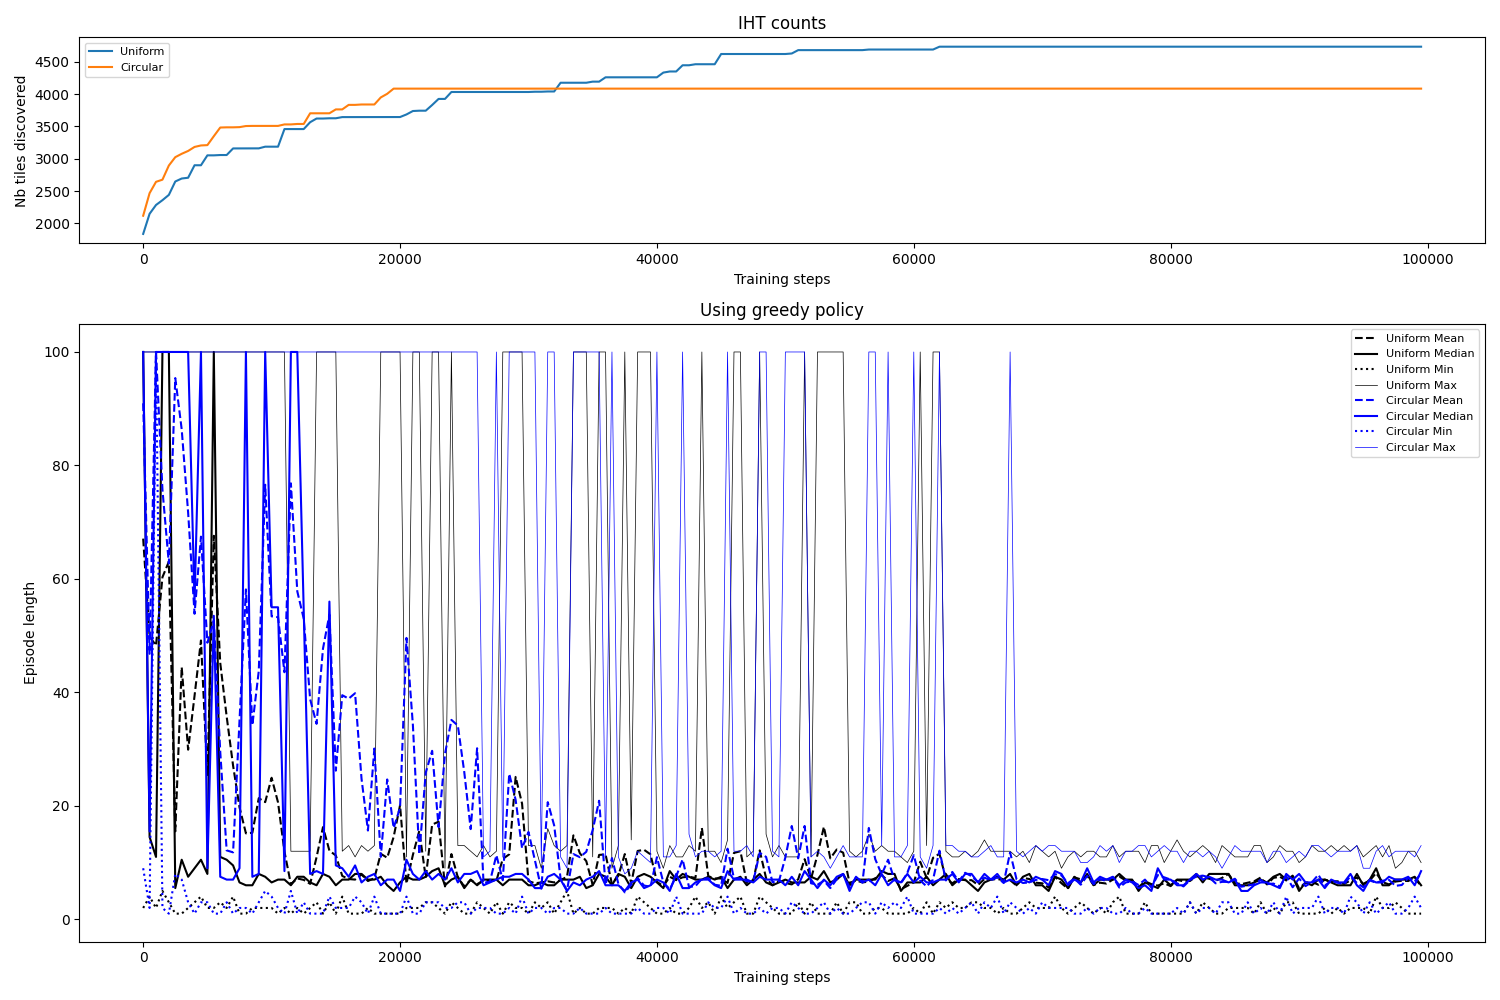 IHT counts
Uniform
Circular
Nb tiles discovered
4500
4000
3500
3000
2500
2000
0
20000
40000
60000
80000
100000
Training steps
Using greedy policy
Uniform Mean
Uniform Median
Uniform Min
Uniform Max
Circular Mean
Circular Median
Circular Min
Circular Max
Episode length
100
80
60
40
20
0
0
20000
40000
60000
80000
100000
Training steps